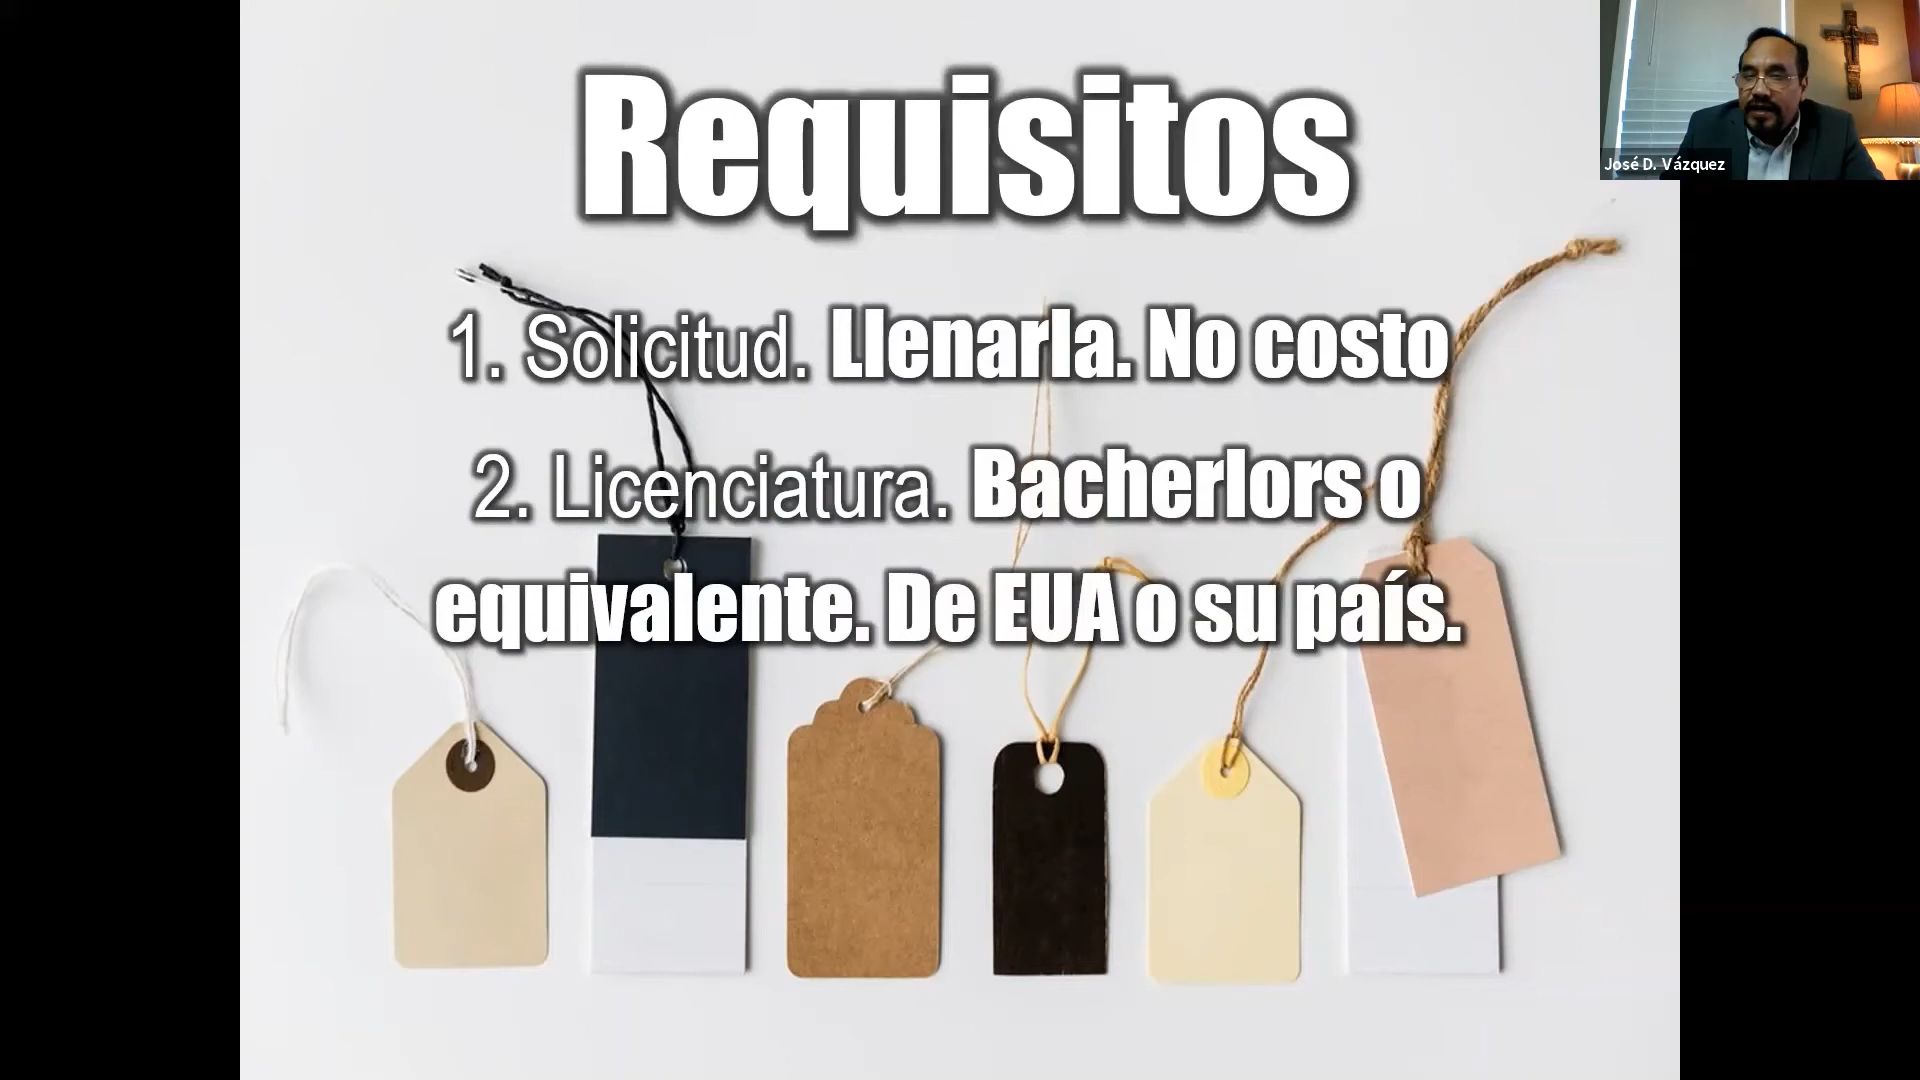 Requisitos
José D. Vázquez
1. Solicitud. Llenarla. No costo
2. Licenciatura. Bacherlors o
equivalente. De EUA o su país.